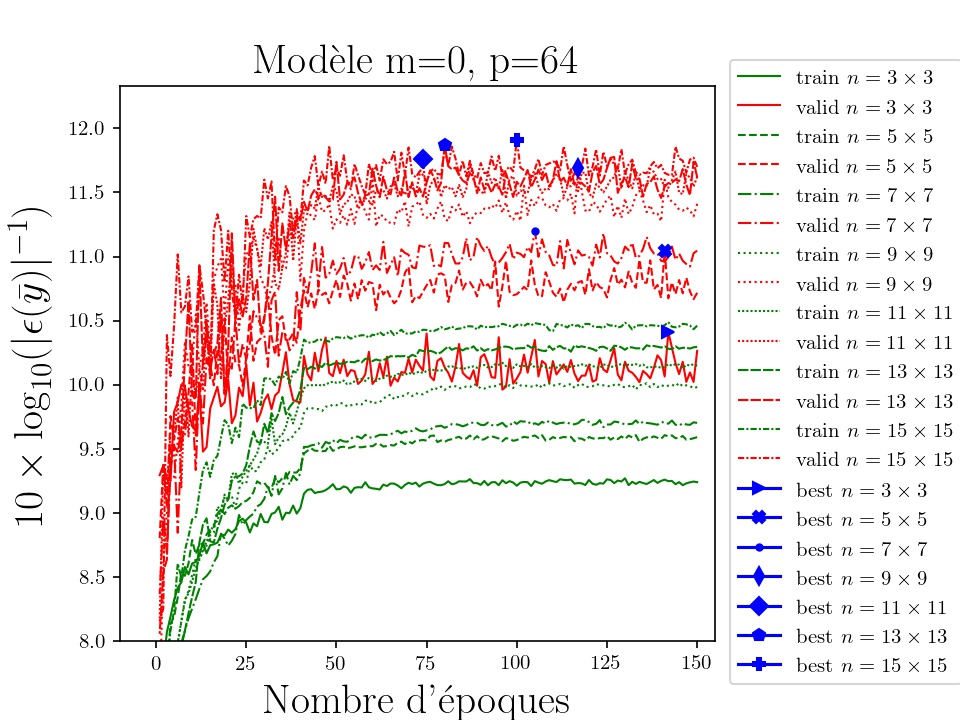 Modèle m=0, p=64
10 × log₁₀(|ϵ(ȳ)|⁻¹)
12.0
11.5
11.0
10.5
10.0
9.5
9.0
8.5
8.0
0 25 50 75 100 125 150
Nombre d'époques
train n = 3 × 3
valid n = 3 × 3
train n = 5 × 5
valid n = 5 × 5
train n = 7 × 7
valid n = 7 × 7
train n = 9 × 9
valid n = 9 × 9
train n = 11 × 11
valid n = 11 × 11
train n = 13 × 13
valid n = 13 × 13
train n = 15 × 15
valid n = 15 × 15
best n = 3 × 3
best n = 5 × 5
best n = 7 × 7
best n = 9 × 9
best n = 11 × 11
best n = 13 × 13
best n = 15 × 15